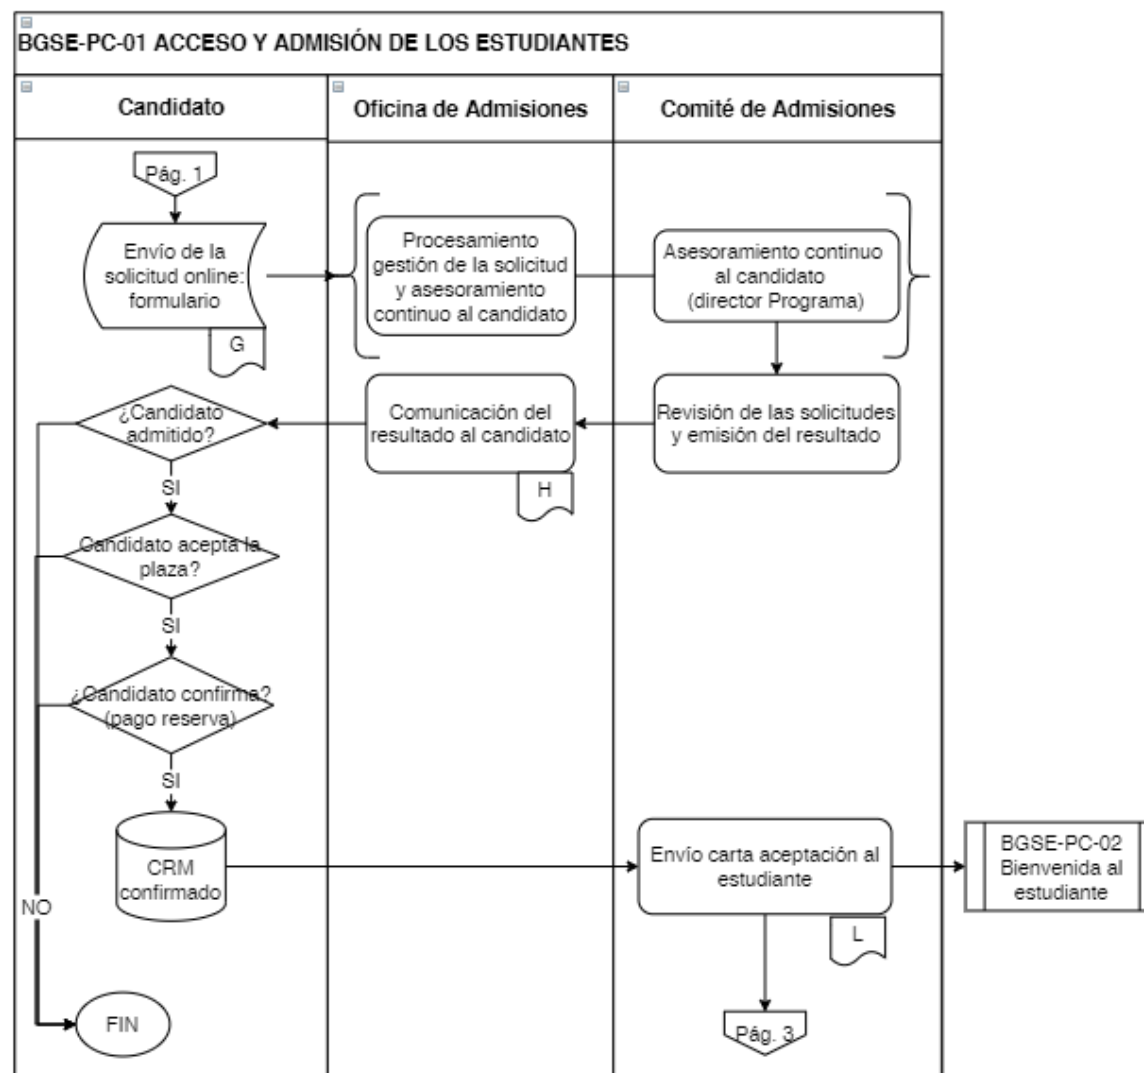 BGSE-PC-01 ACCESO Y ADMISIÓN DE LOS ESTUDIANTES
Candidato
Oficina de Admisiones
Comité de Admisiones
Pág. 1
Envío de la
solicitud online:
formulario
G
Procesamiento
gestión de la solicitud
y asesoramiento
continuo al candidato
Asesoramiento continuo
al candidato
(director Programa)
¿Candidato
admitido?
Comunicación del
resultado al candidato
H
Revisión de las solicitudes
y emisión del resultado
SI
Candidato acepta la
plaza?
SI
¿Candidato confirma?
(pago reserva)
SI
CRM
confirmado
Envío carta aceptación al
estudiante
L
BGSE-PC-02
Bienvenida al
estudiante
NO
FIN
Pág. 3